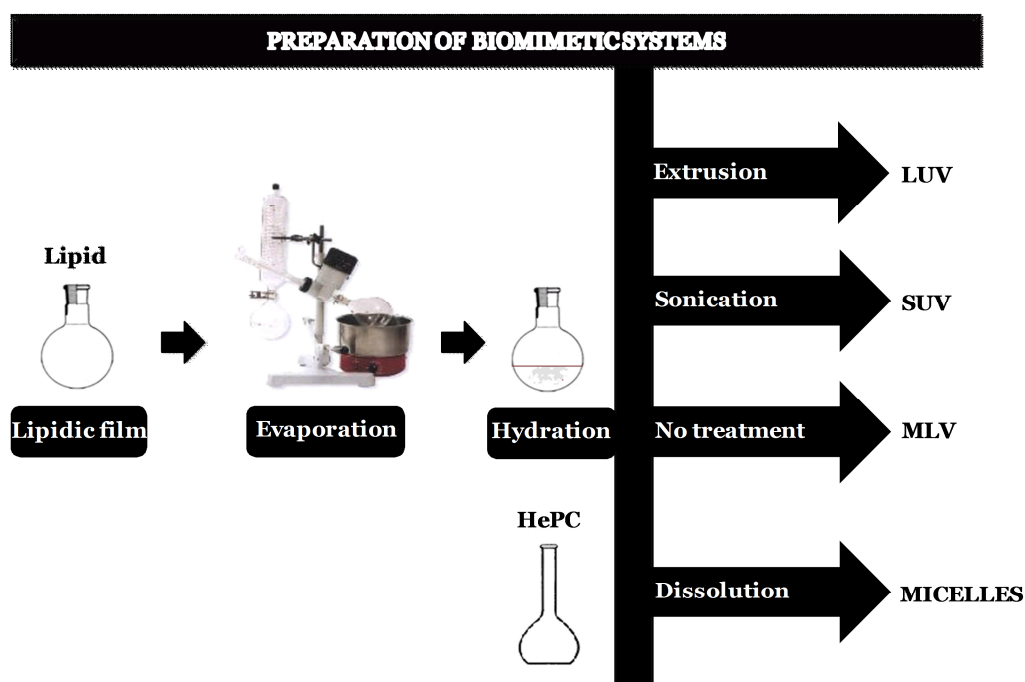 PREPARATION OF BIOMIMETIC SYSTEMS
Extrusion
LUV
Lipid
Sonication
SUV
Lipidic film
Evaporation
Hydration
No treatment
MLV
HePC
Dissolution
MICELLES